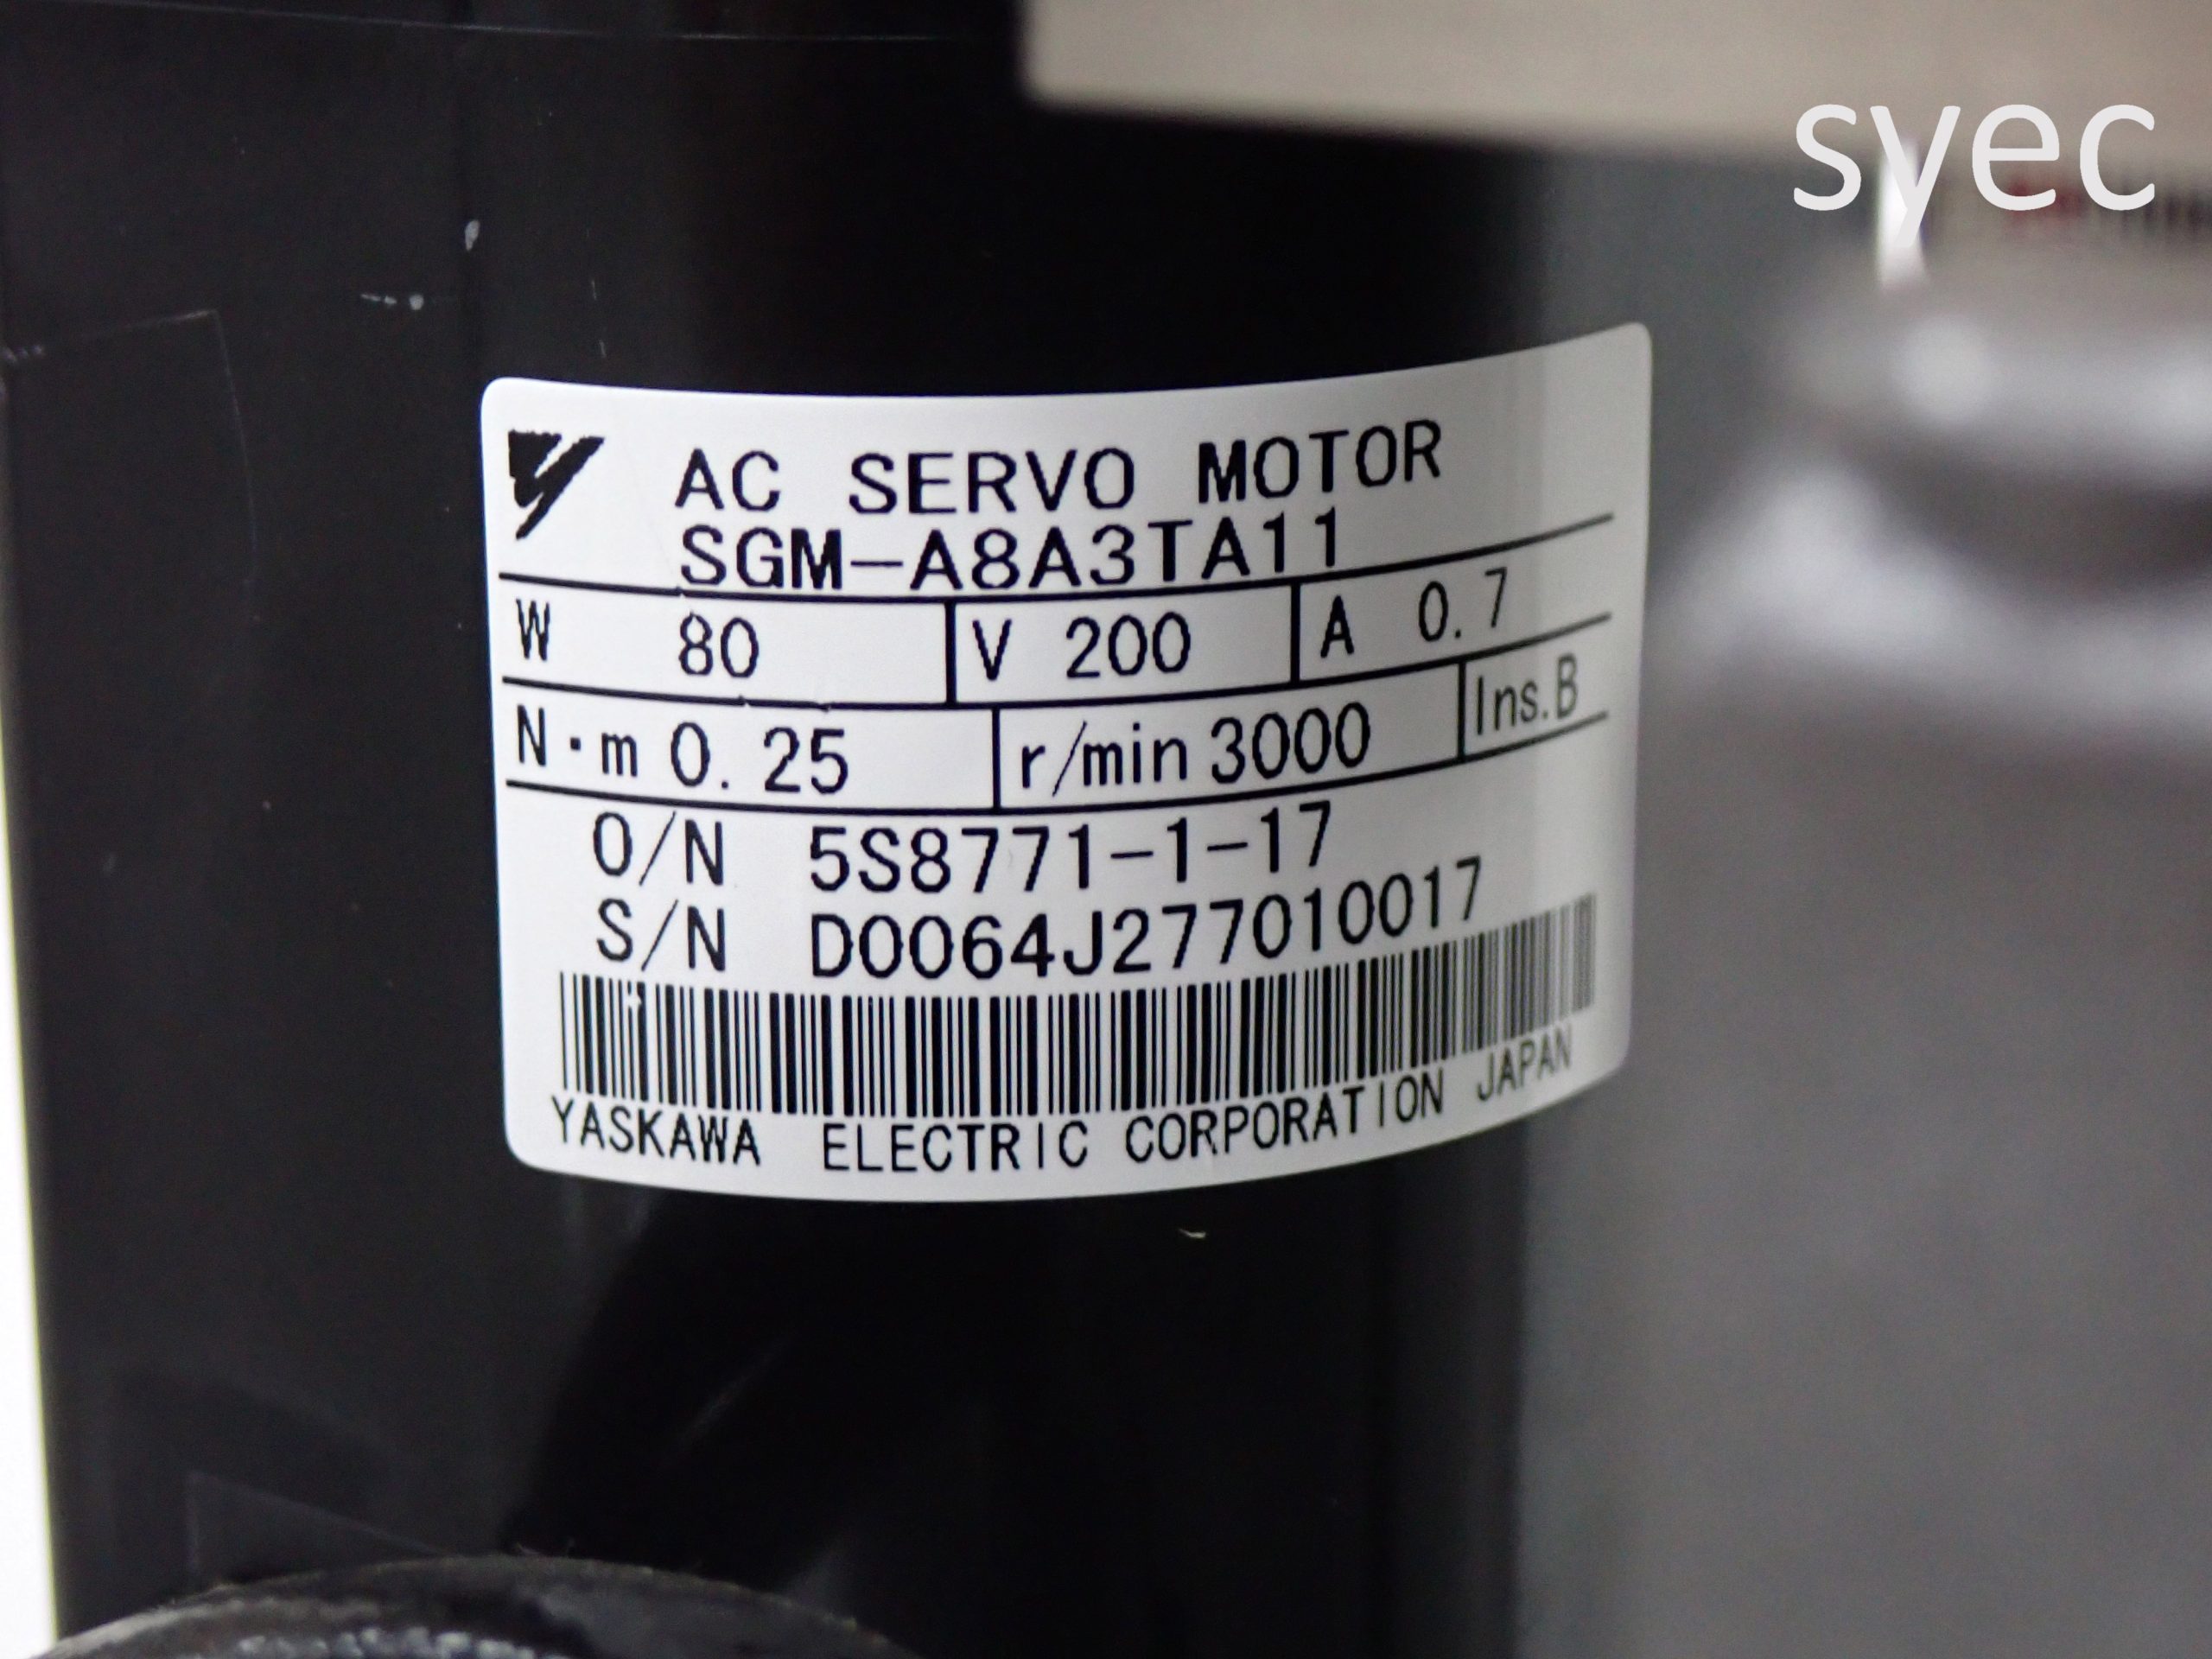 syec
AC SERVO MOTOR
SGM-A8A3TA11
W 80 V 200 A 0.7
N·m 0.25 r/min 3000 Ins.B
O/N 5S8771-1-17
S/N D0064J277010017
YASKAWA ELECTRIC CORPORATION JAPAN